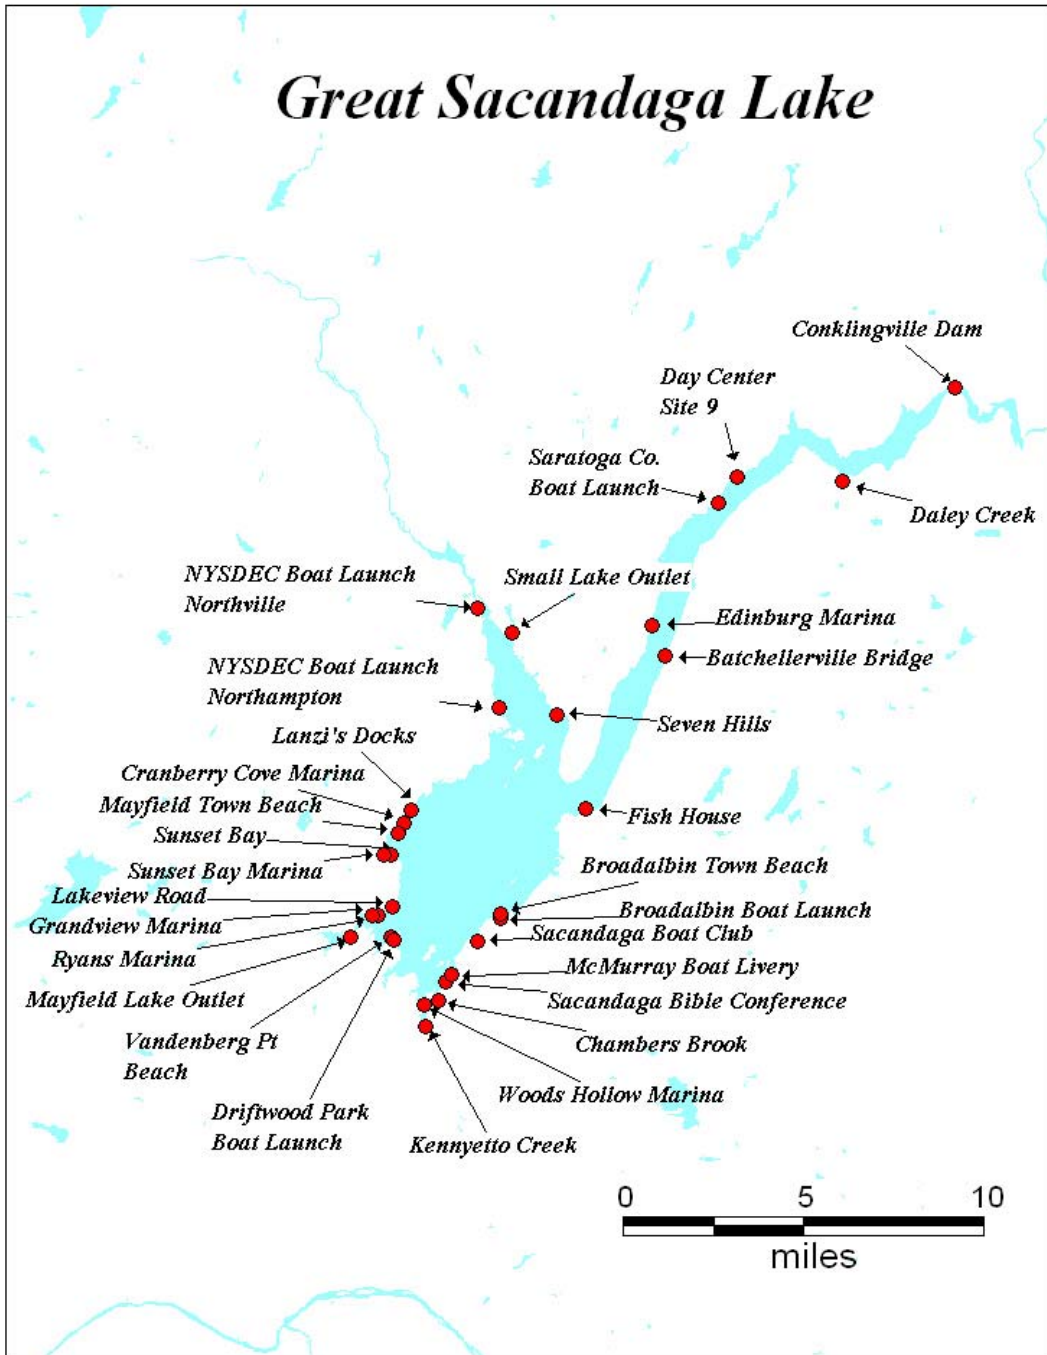 Great Sacandaga Lake
Conklingville Dam
Day Center
Site 9
Saratoga Co.
Boat Launch
Daley Creek
NYSDEC Boat Launch
Northville
Small Lake Outlet
Edinburg Marina
Batchellerville Bridge
NYSDEC Boat Launch
Northampton
Seven Hills
Lanzi's Docks
Cranberry Cove Marina
Mayfield Town Beach
Fish House
Sunset Bay
Sunset Bay Marina
Broadalbin Town Beach
Lakeview Road
Broadalbin Boat Launch
Grandview Marina
Sacandaga Boat Club
Ryans Marina
McMurray Boat Livery
Mayfield Lake Outlet
Sacandaga Bible Conference
Vandenberg Pt
Beach
Chambers Brook
Woods Hollow Marina
Driftwood Park
Boat Launch
Kennyetto Creek
0 5 10
miles